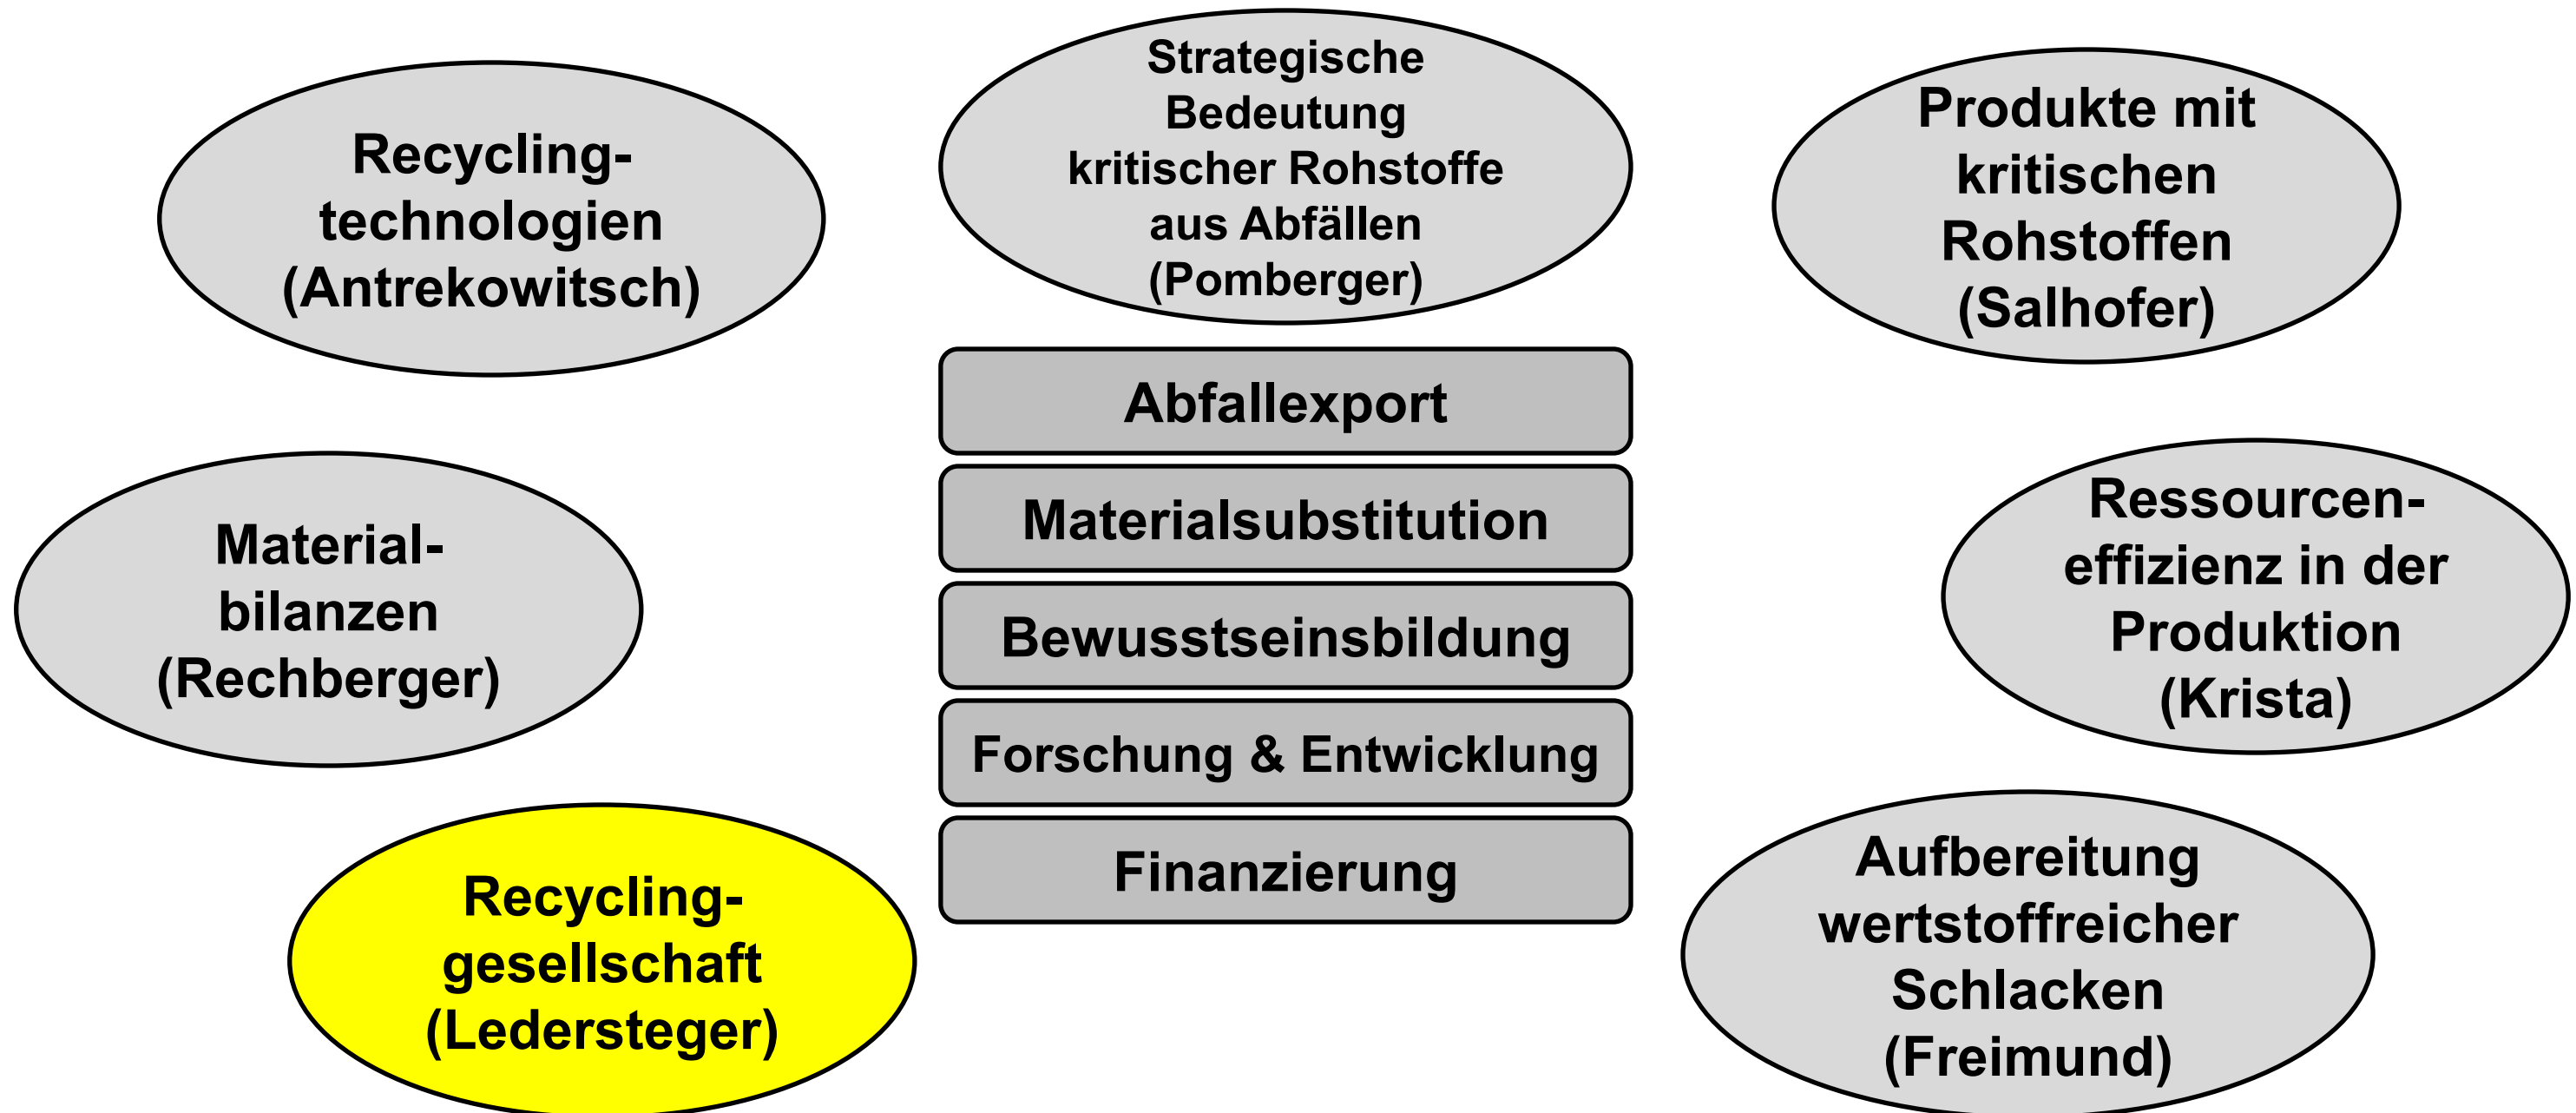 Recycling-
technologien
(Antrekowitsch)
Strategische
Bedeutung
kritischer Rohstoffe
aus Abfällen
(Pomberger)
Produkte mit
kritischen
Rohstoffen
(Salhofer)
Abfallexport
Materialsubstitution
Bewusstseinsbildung
Forschung & Entwicklung
Finanzierung
Material-
bilanzen
(Rechberger)
Ressourcen-
effizienz in der
Produktion
(Krista)
Recycling-
gesellschaft
(Ledersteger)
Aufbereitung
wertstoffreicher
Schlacken
(Freimund)